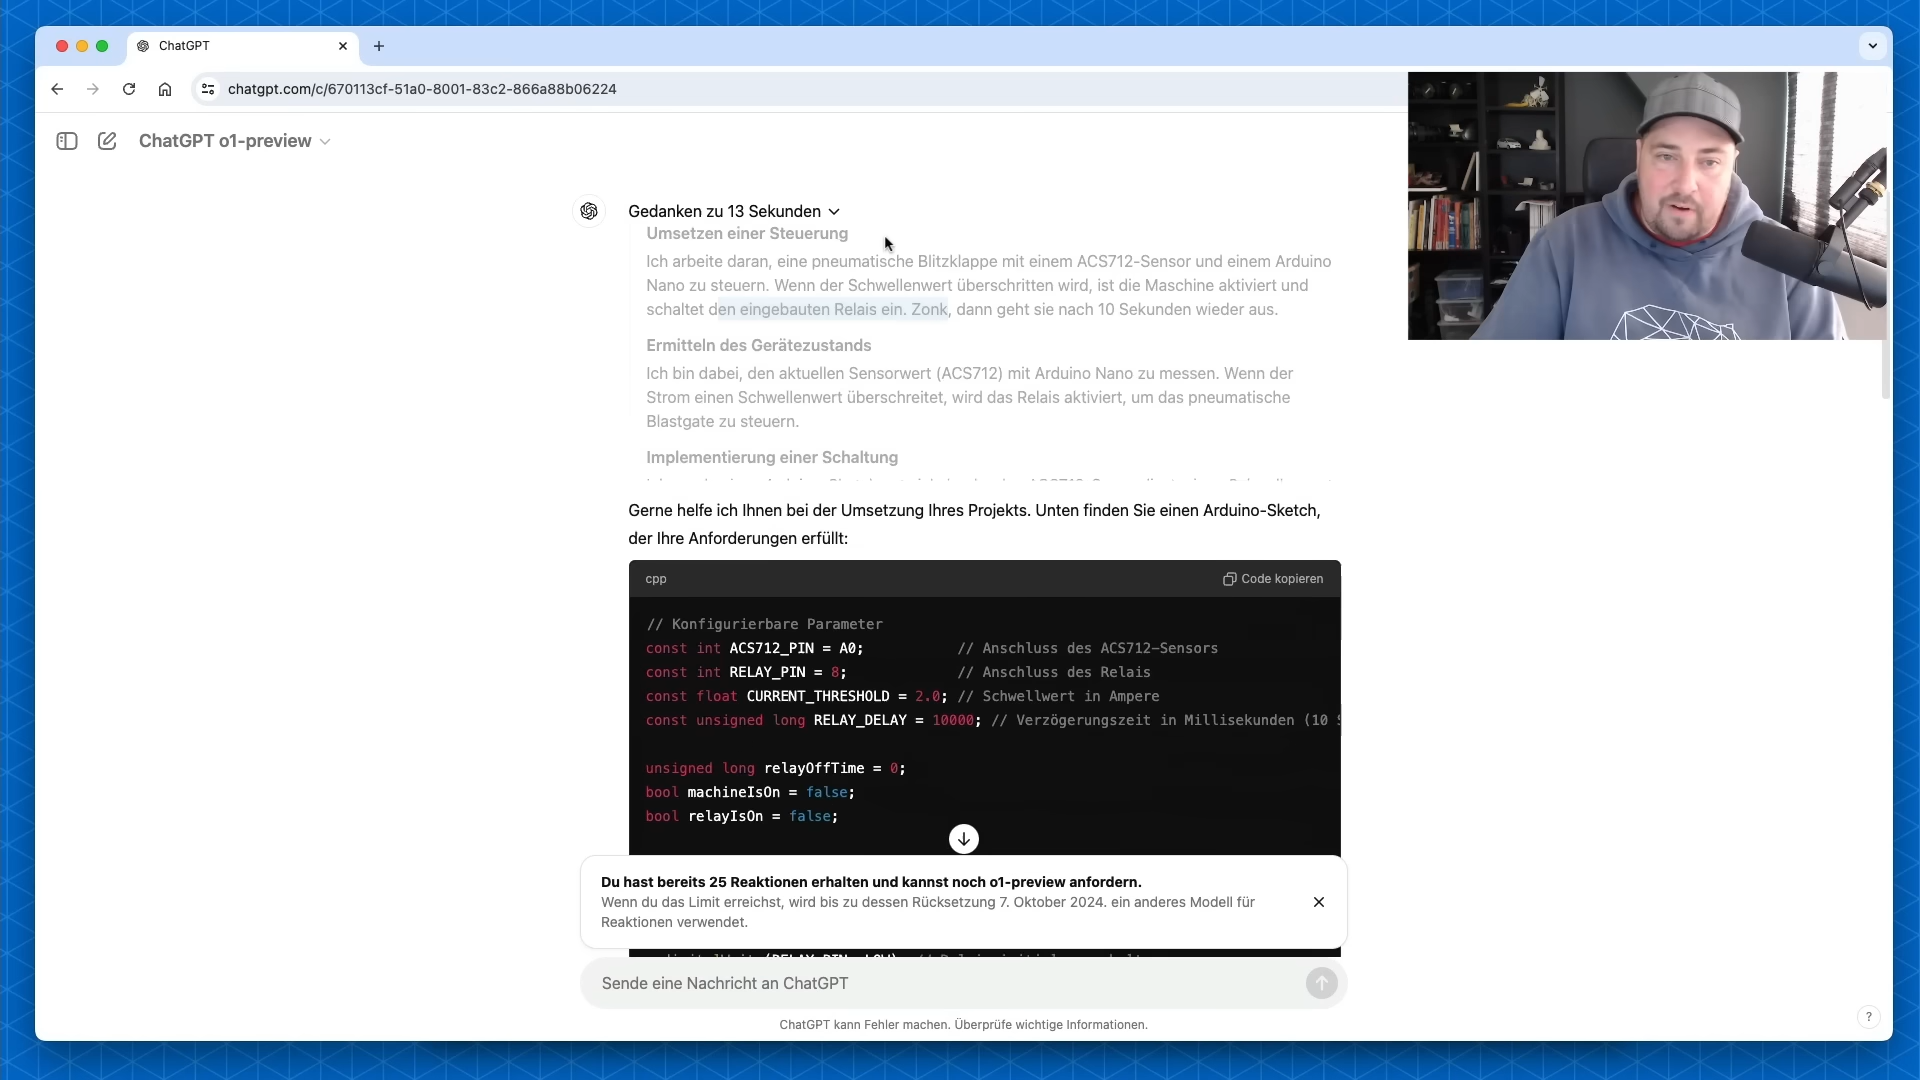 ChatGPT
chatgpt.com/c/670113cf-51a0-8001-83c2-866a88b06224
ChatGPT o1-preview
Gedanken zu 13 Sekunden
Umsetzen einer Steuerung
Ich arbeite daran, eine pneumatische Blitzklappe mit einem ACS712-Sensor und einem Arduino
Nano zu steuern. Wenn der Schwellenwert überschritten wird, ist die Maschine aktiviert und
schaltet den eingebauten Relais ein. Zonk, dann geht sie nach 10 Sekunden wieder aus.
Ermitteln des Gerätezustands
Ich bin dabei, den aktuellen Sensorwert (ACS712) mit Arduino Nano zu messen. Wenn der
Strom einen Schwellenwert überschreitet, wird das Relais aktiviert, um das pneumatische
Blastgate zu steuern.
Implementierung einer Schaltung
Gerne helfe ich Ihnen bei der Umsetzung Ihres Projekts. Unten finden Sie einen Arduino-Sketch,
der Ihre Anforderungen erfüllt:
cpp
Code kopieren
// Konfigurierbare Parameter
const int ACS712_PIN = A0; // Anschluss des ACS712-Sensors
const int RELAY_PIN = 8; // Anschluss des Relais
const float CURRENT_THRESHOLD = 2.0; // Schwellwert in Ampere
const unsigned long RELAY_DELAY = 10000; // Verzögerungszeit in Millisekunden (10
unsigned long relayOffTime = 0;
bool machineIsOn = false;
bool relayIsOn = false;
Du hast bereits 25 Reaktionen erhalten und kannst noch o1-preview anfordern.
Wenn du das Limit erreichst, wird bis zu dessen Rücksetzung 7. Oktober 2024. ein anderes Modell für
Reaktionen verwendet.
Sende eine Nachricht an ChatGPT
ChatGPT kann Fehler machen. Überprüfe wichtige Informationen.
?